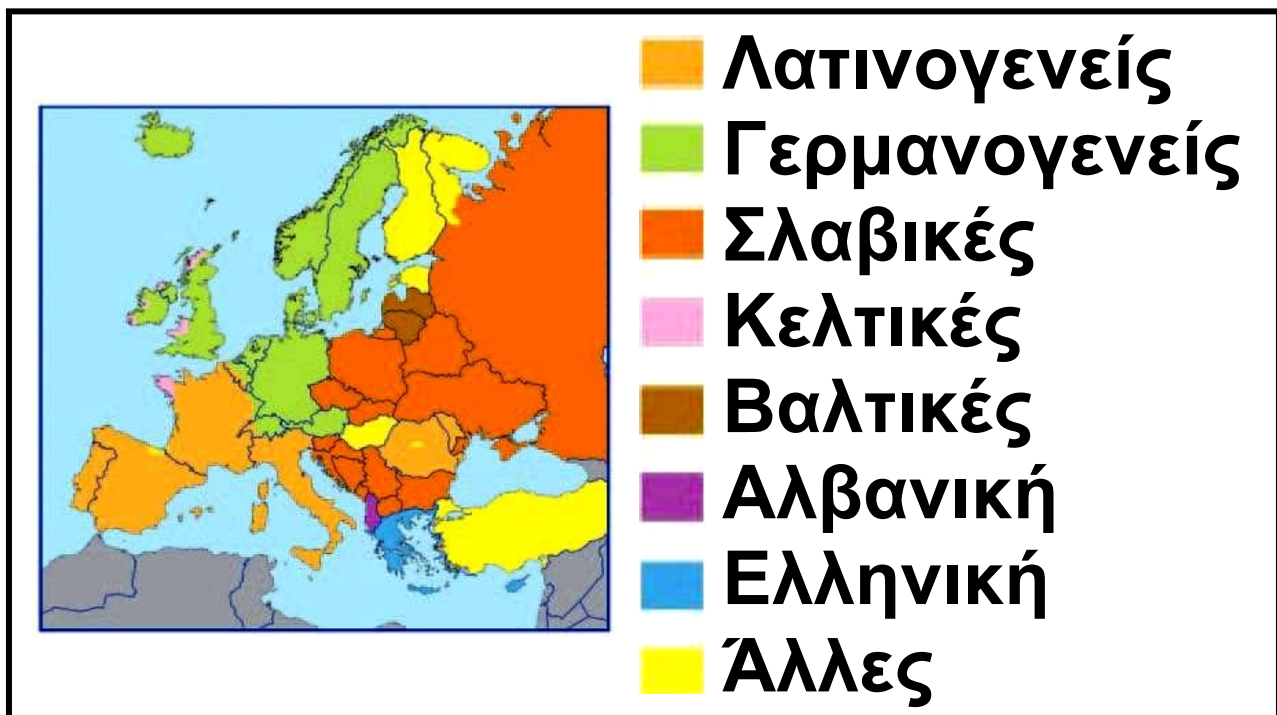 Λατινογενείς
Γερμανογενείς
Σλαβικές
Κελτικές
Βαλτικές
Αλβανική
Ελληνική
Άλλες